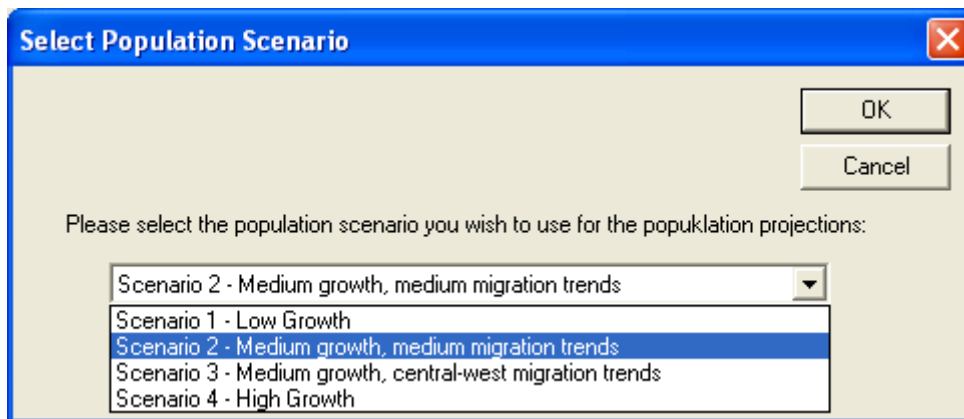 Select Population Scenario
OK
Cancel
Please select the population scenario you wish to use for the popuklation projections:
Scenario 2 - Medium growth, medium migration trends
Scenario 1 - Low Growth
Scenario 2 - Medium growth, medium migration trends
Scenario 3 - Medium growth, central-west migration trends
Scenario 4 - High Growth